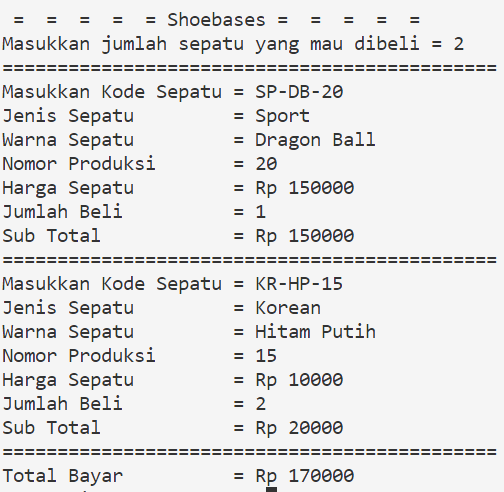 = = = = = Shoebases = = = = =
Masukkan jumlah sepatu yang mau dibeli = 2
=============================================
Masukkan Kode Sepatu = SP-DB-20
Jenis Sepatu = Sport
Warna Sepatu = Dragon Ball
Nomor Produksi = 20
Harga Sepatu = Rp 150000
Jumlah Beli = 1
Sub Total = Rp 150000
=============================================
Masukkan Kode Sepatu = KR-HP-15
Jenis Sepatu = Korean
Warna Sepatu = Hitam Putih
Nomor Produksi = 15
Harga Sepatu = Rp 10000
Jumlah Beli = 2
Sub Total = Rp 20000
=============================================
Total Bayar = Rp 170000